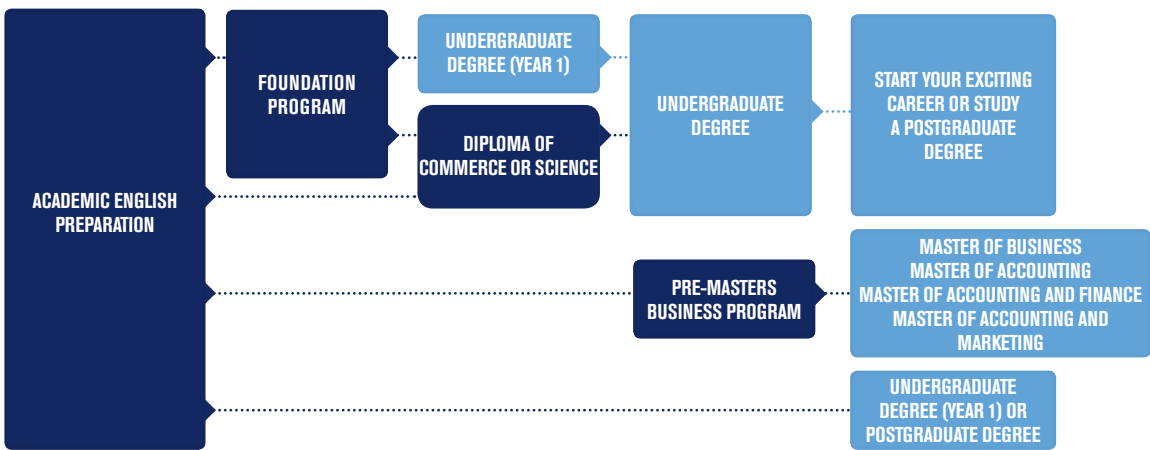 ACADEMIC ENGLISH
PREPARATION
FOUNDATION
PROGRAM
UNDERGRADUATE
DEGREE (YEAR 1)
DIPLOMA OF
COMMERCE OR SCIENCE
UNDERGRADUATE
DEGREE
START YOUR EXCITING
CAREER OR STUDY
A POSTGRADUATE
DEGREE
PRE-MASTERS
BUSINESS PROGRAM
MASTER OF BUSINESS
MASTER OF ACCOUNTING
MASTER OF ACCOUNTING AND FINANCE
MASTER OF ACCOUNTING AND
MARKETING
UNDERGRADUATE
DEGREE (YEAR 1) OR
POSTGRADUATE DEGREE